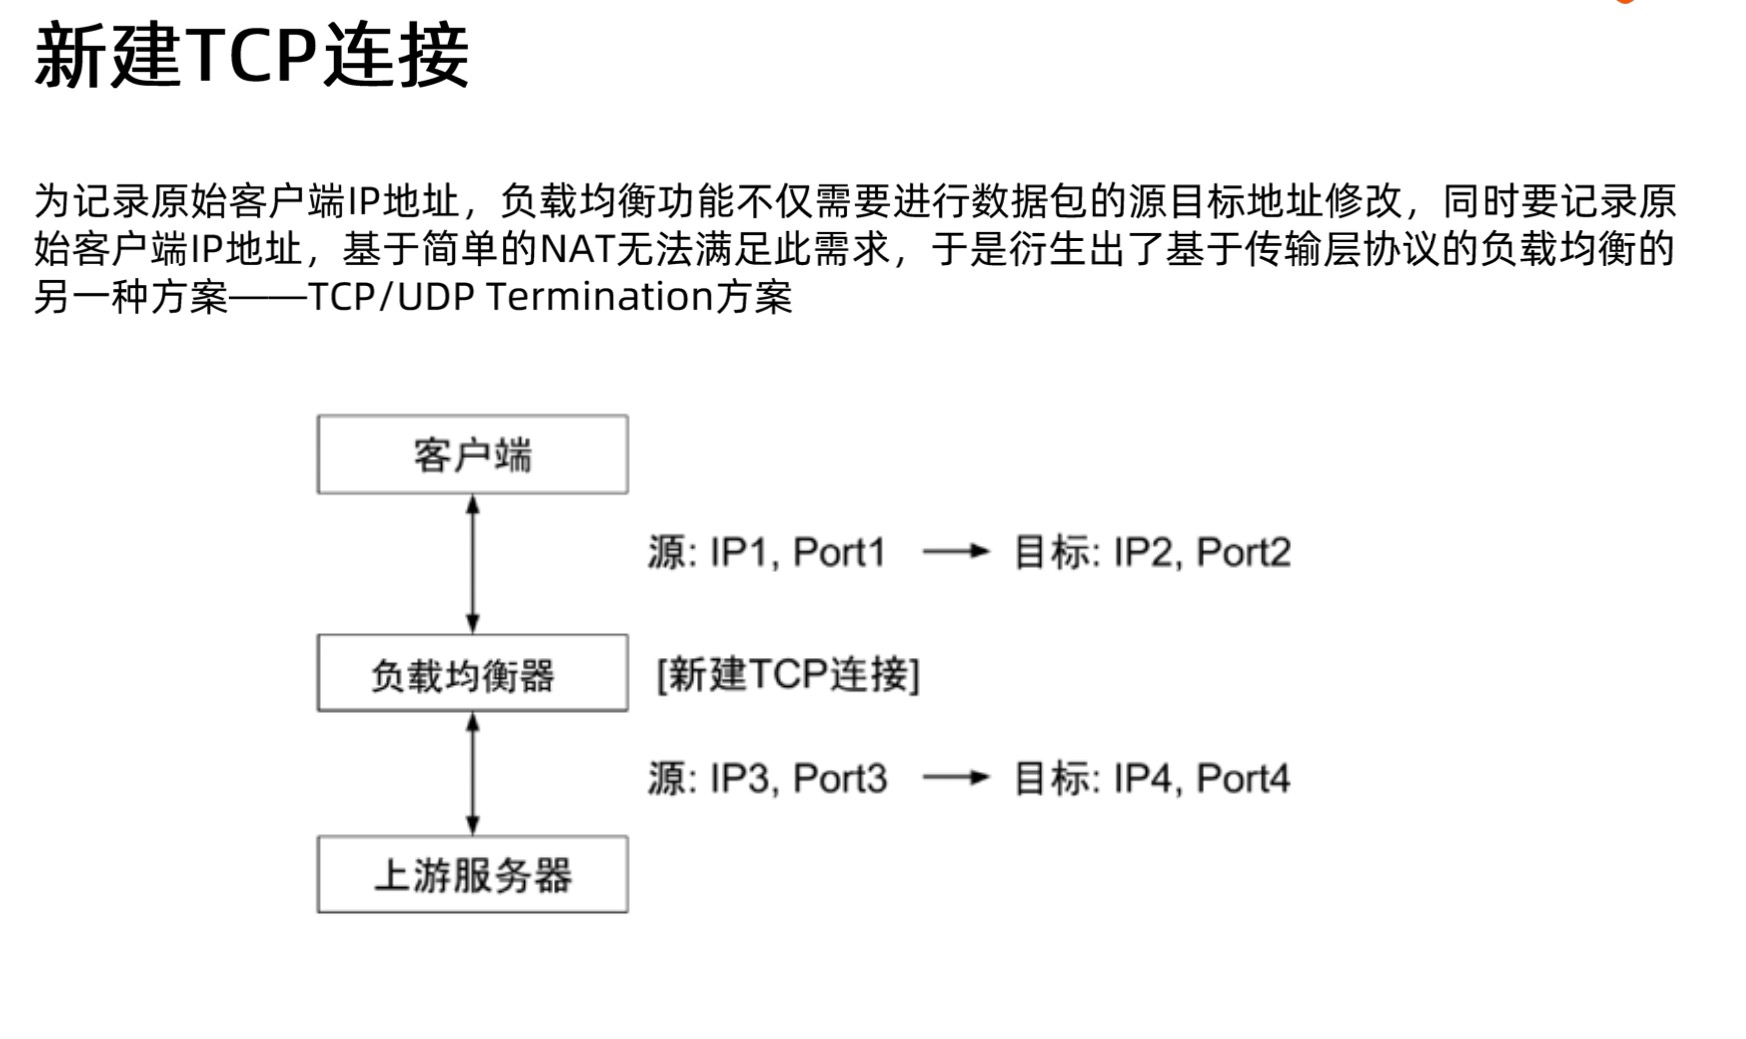 新建TCP连接
为记录原始客户端IP地址，负载均衡功能不仅需要进行数据包的源目标地址修改，同时要记录原
始客户端IP地址，基于简单的NAT无法满足此需求，于是衍生出了基于传输层协议的负载均衡的
另一种方案——TCP/UDP Termination方案
客户端
源: IP1, Port1 → 目标: IP2, Port2
负载均衡器 [新建TCP连接]
源: IP3, Port3 → 目标: IP4, Port4
上游服务器